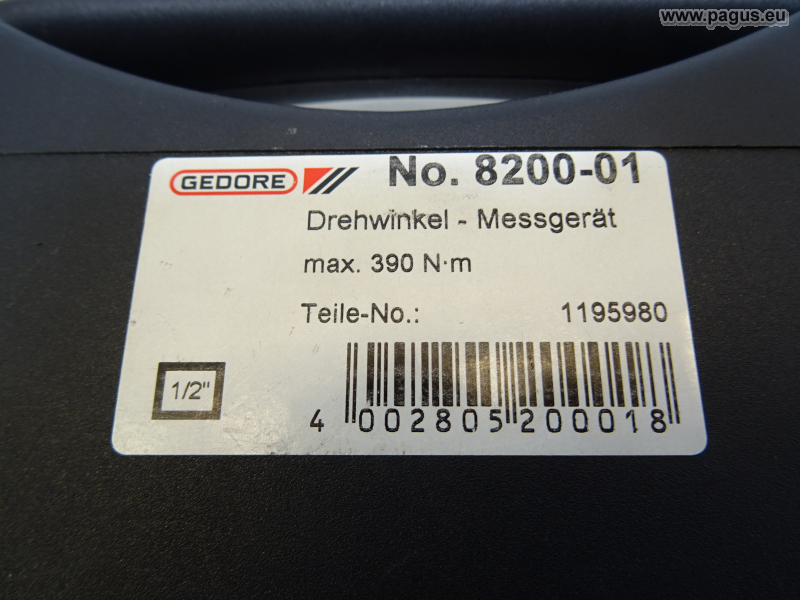 www.pagus.eu
GEDORE No. 8200-01
Drehwinkel - Messgerät
max. 390 N·m
Teile-No.: 1195980
1/2"
4 002805 200018